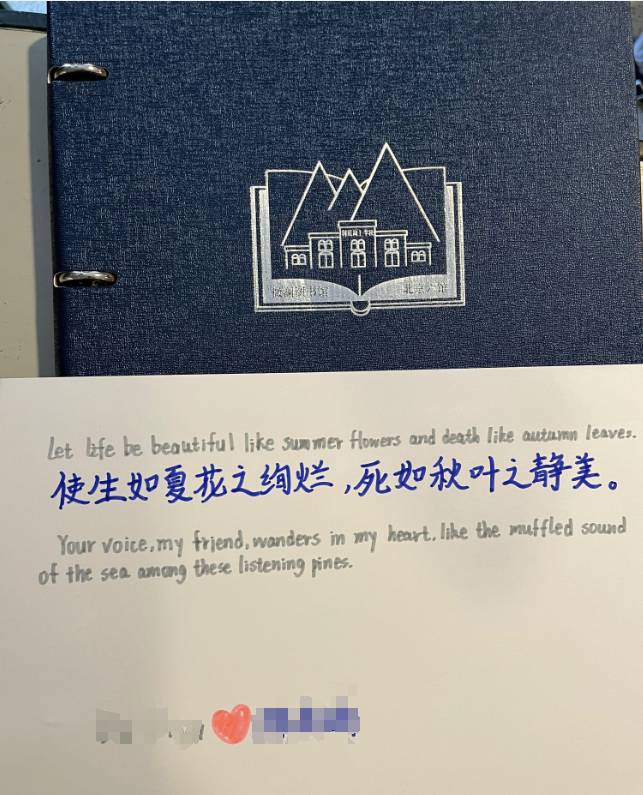 Let life be beautiful like summer flowers and death like autumn leaves.
使生如夏花之绚烂,死如秋叶之静美。
Your voice,my friend,wanders in my heart.like the muffled sound
of the sea among these listening pines.